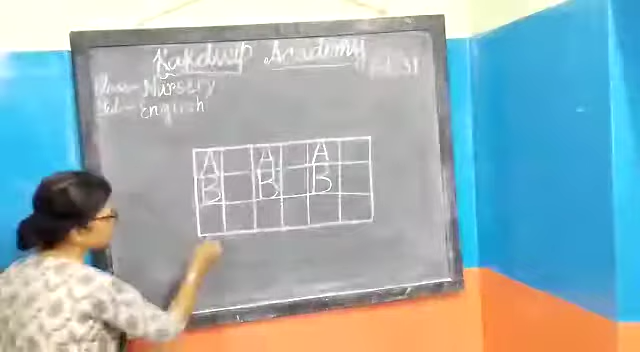 Kakdwip Academy
Class - Nursery
Sub - English
A A A
B B B